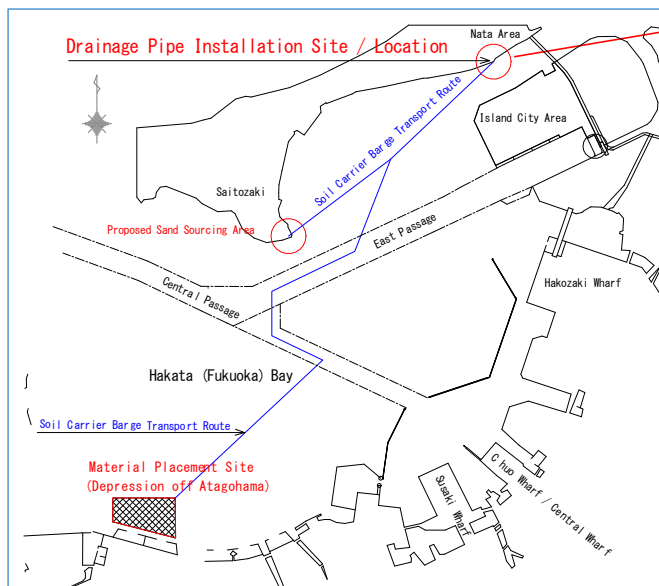 Nata Area
Drainage Pipe Installation Site / Location
Island City Area
Soil Carrier Barge Transport Route
Saitozaki
Proposed Sand Sourcing Area
East Passage
Hakozaki Wharf
Central Passage
Hakata (Fukuoka) Bay
Soil Carrier Barge Transport Route
Material Placement Site
(Depression off Atagohama)
Chuo Wharf / Central Wharf
Susaki Wharf